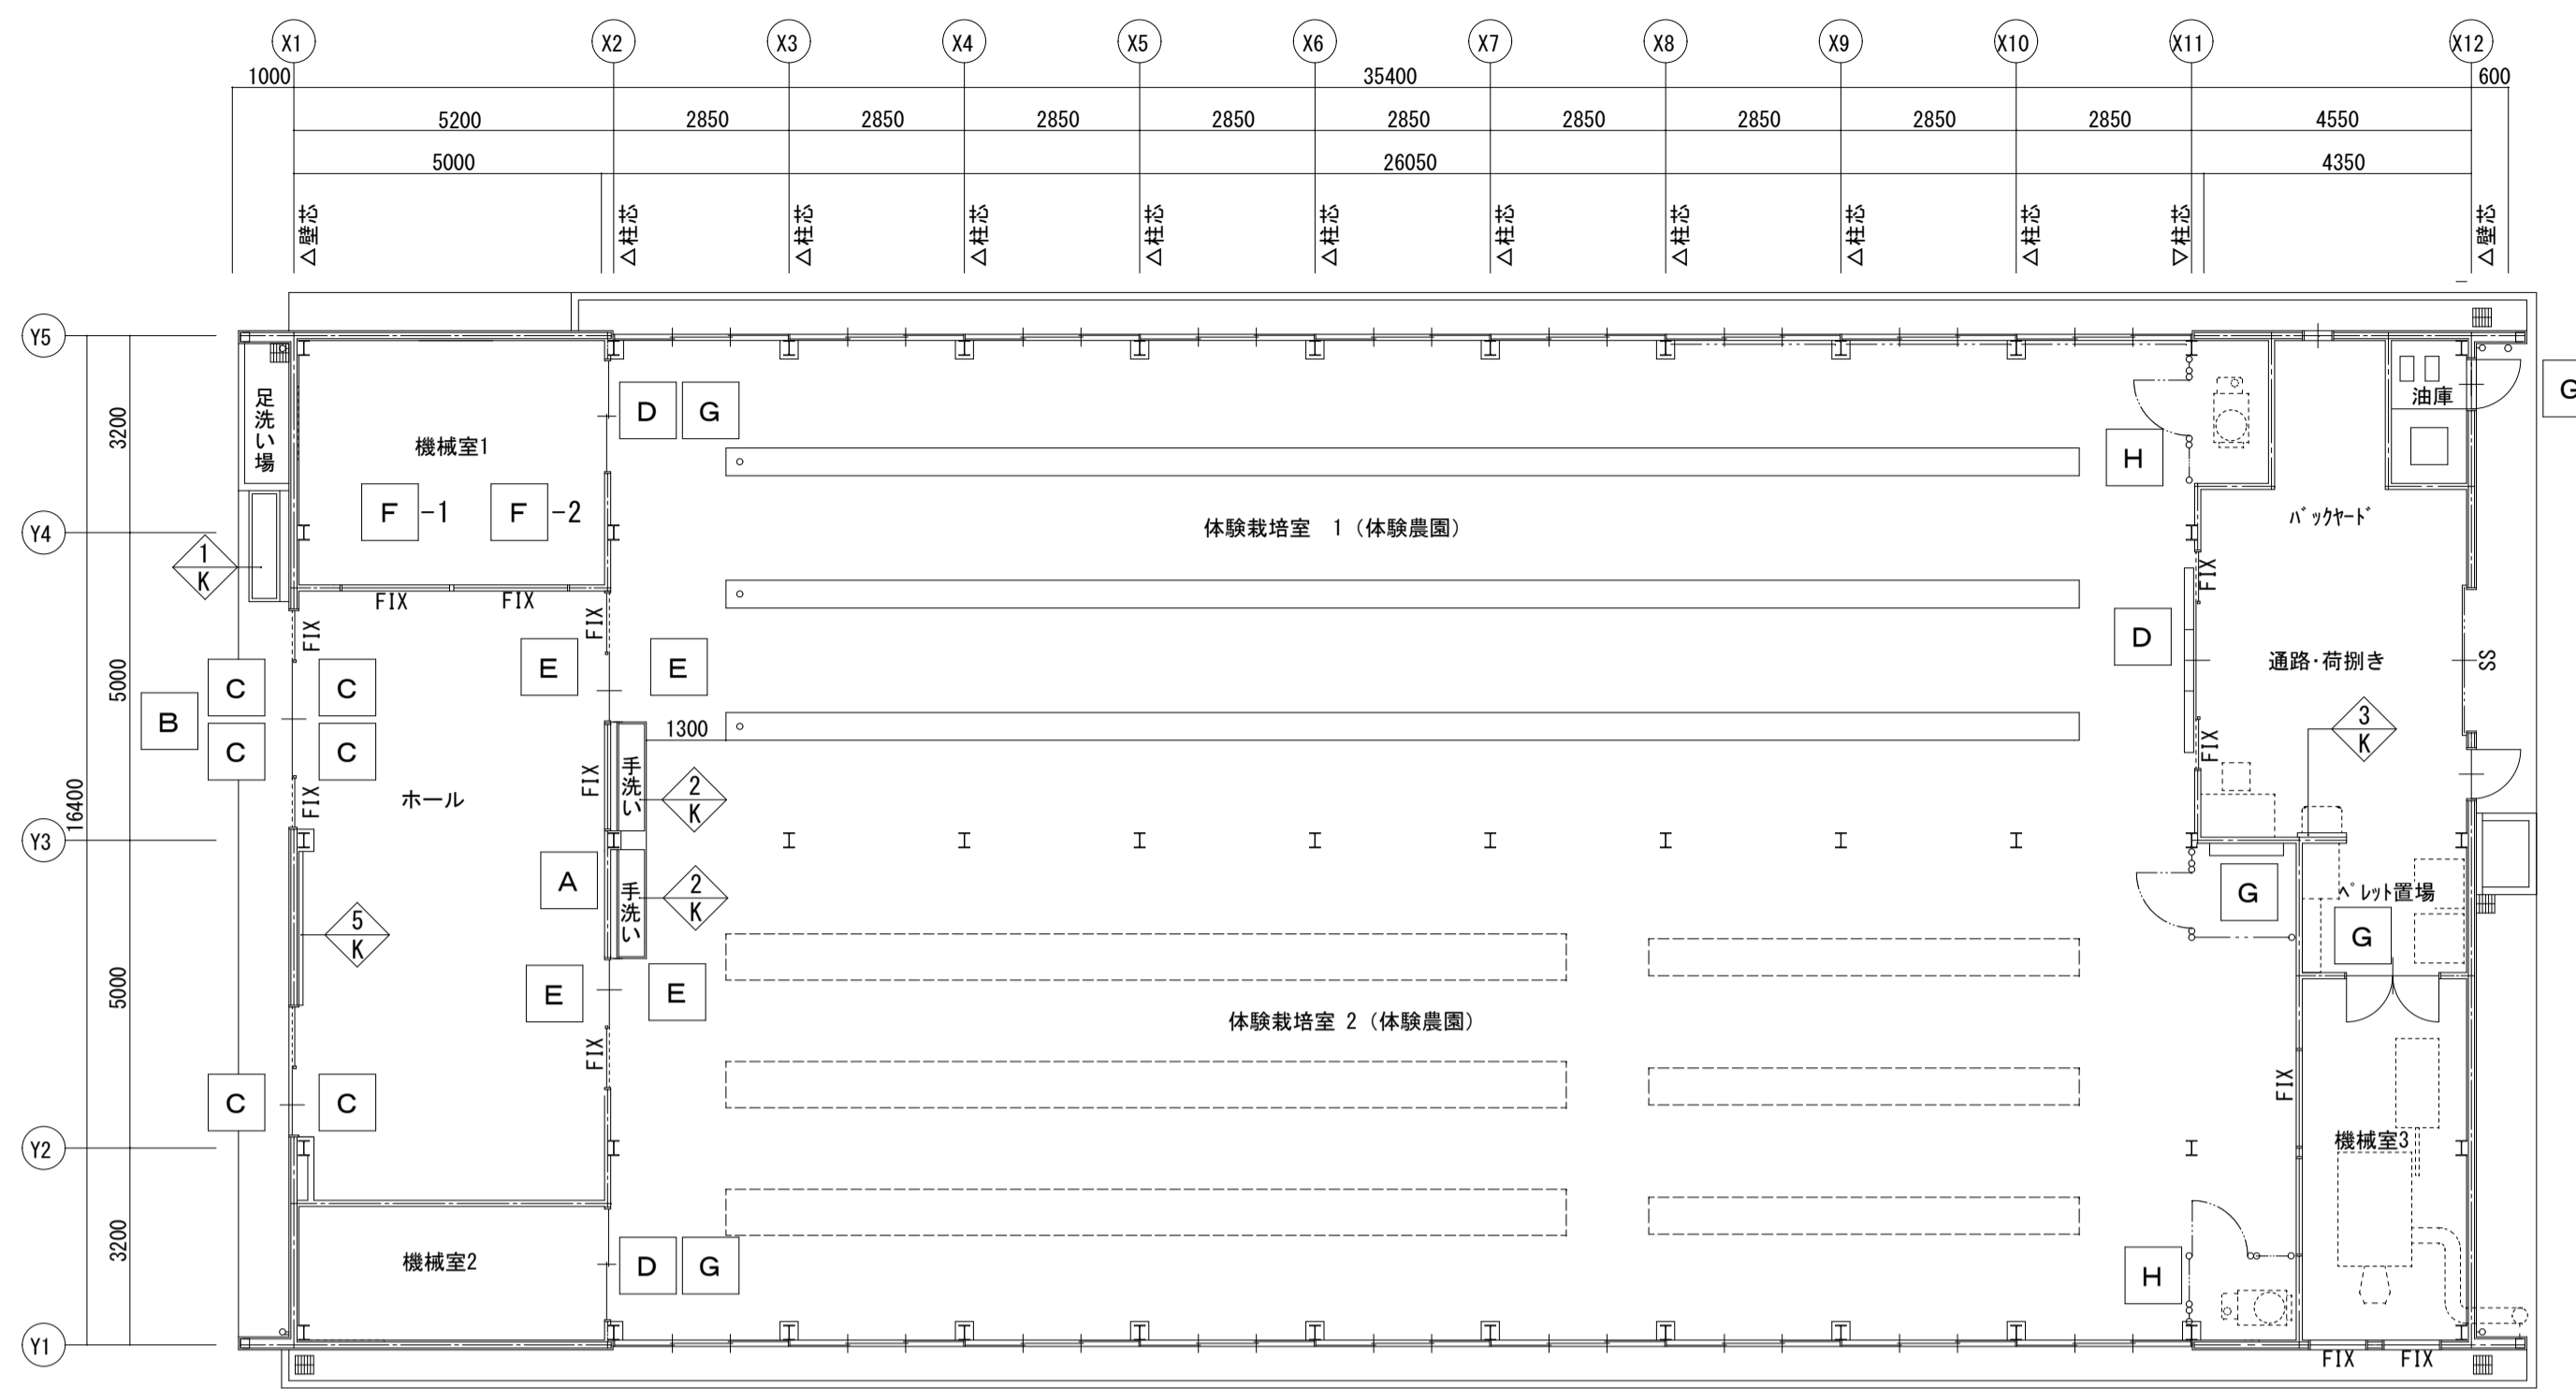 X1 X2 X3 X4 X5 X6 X7 X8 X9 X10 X11 X12
1000 35400 600
5200 2850 2850 2850 2850 2850 2850 2850 2850 2850 4550
5000 26050 4350
△壁芯 △柱芯 △柱芯 △柱芯 △柱芯 △柱芯 △柱芯 △柱芯 △柱芯 △柱芯 ▽柱芯 △壁芯
Y5
Y4
Y3
Y2
Y1
3200
5000
5000
3200
16400
足洗い場
機械室1
F -1
F -2
D G
H
油庫
G
バックヤード
体験栽培室 1（体験農園）
1
K
FIX FIX
FIX
FIX
FIX
C C
C C
B
E E
D
通路・荷捌き
SS
3
K
1300
FIX
FIX
FIX
ホール
手洗い
2
K
A
手洗い
2
K
G
ペレット置場
G
5
K
E E
FIX
体験栽培室 2（体験農園）
C C
FIX
機械室3
機械室2
D G
H
FIX FIX